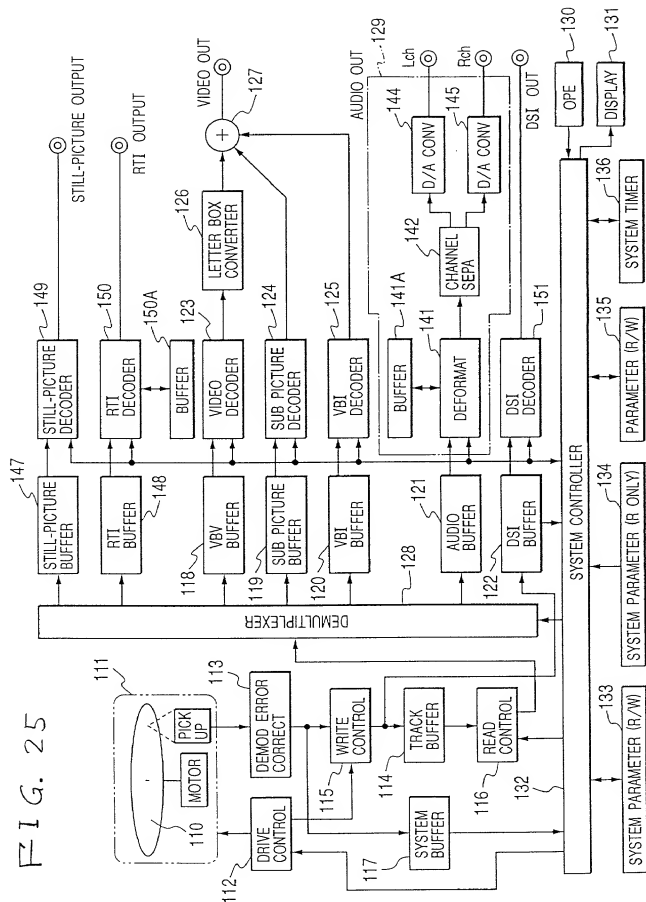 FIG. 25
110
MOTOR
PICK UP
111
DRIVE CONTROL
112
DEMOD ERROR CORRECT
113
WRITE CONTROL
115
TRACK BUFFER
114
READ CONTROL
116
SYSTEM BUFFER
117
DEMULTIPLEXER
128
STILL-PICTURE BUFFER
147
RTI BUFFER
148
VBV BUFFER
118
SUB PICTURE BUFFER
119
VBI BUFFER
120
AUDIO BUFFER
121
DSI BUFFER
122
STILL-PICTURE DECODER
149
RTI DECODER
150
BUFFER
150A
VIDEO DECODER
123
SUB PICTURE DECODER
124
VBI DECODER
125
BUFFER
141A
DEFORMAT
141
DSI DECODER
151
LETTER BOX CONVERTER
126
CHANNEL SEPA
142
D/A CONV
144
D/A CONV
145
STILL-PICTURE OUTPUT
RTI OUTPUT
VIDEO OUT
127
AUDIO OUT
129
Lch
Rch
DSI OUT
SYSTEM CONTROLLER
132
OPE
130
DISPLAY
131
SYSTEM PARAMETER (R/W)
133
SYSTEM PARAMETER (R ONLY)
134
PARAMETER (R/W)
135
SYSTEM TIMER
136